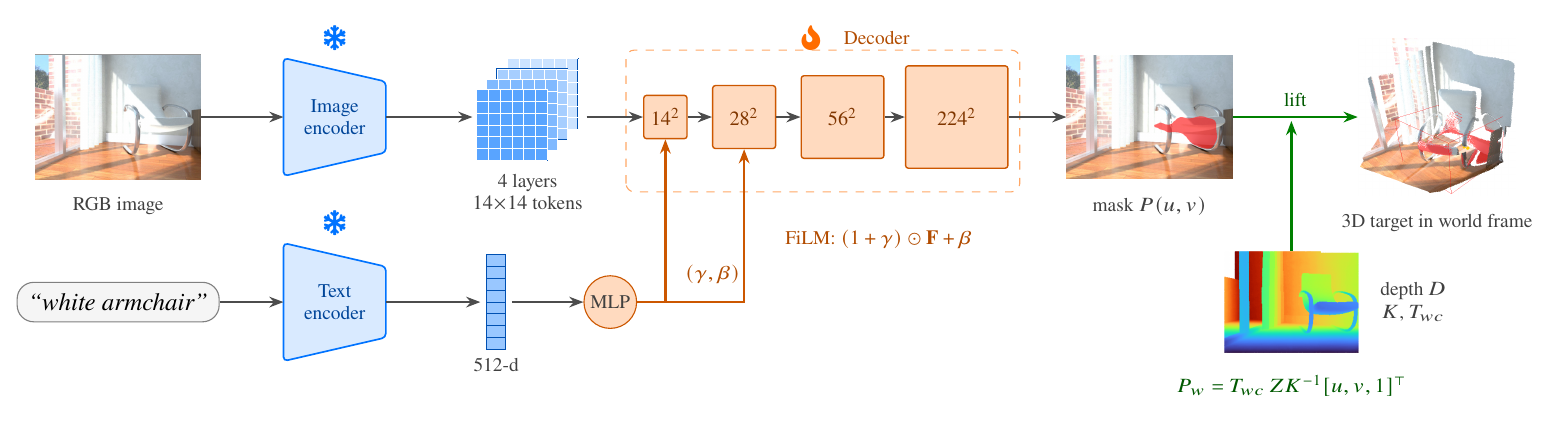 Decoder
Image
encoder
14²
28²
56²
224²
lift
RGB image
4 layers
14×14 tokens
mask P(u, v)
3D target in world frame
FiLM: (1 + γ) ⊙ F + β
(γ, β)
“white armchair”
Text
encoder
MLP
512-d
depth D
K, T_wc
P_w = T_wc ZK⁻¹[u, v, 1]⊤